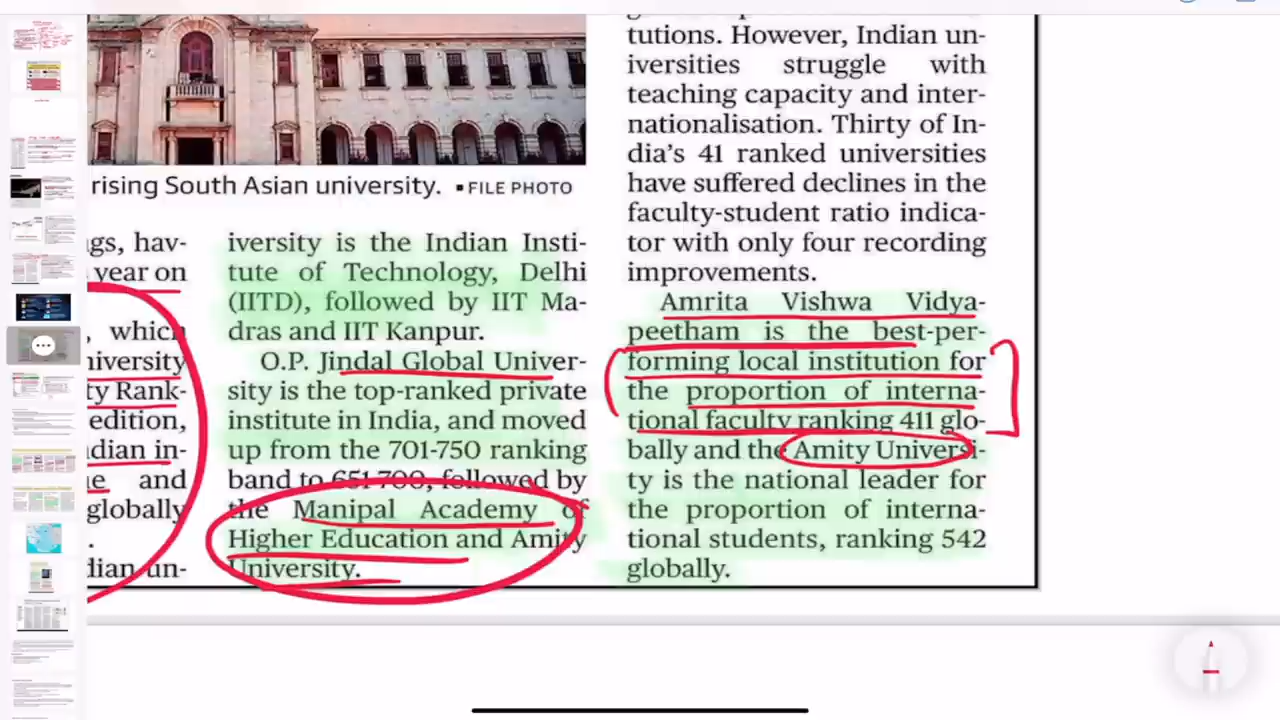 rising South Asian university. ▪FILE PHOTO
gs, hav-
year on
, which
niversity
ty Rank-
edition,
dian in-
e and
globally
.
dian un-
iversity is the Indian Insti-
tute of Technology, Delhi
(IITD), followed by IIT Ma-
dras and IIT Kanpur.
O.P. Jindal Global Univer-
sity is the top-ranked private
institute in India, and moved
up from the 701-750 ranking
band to 651-700, followed by
the Manipal Academy of
Higher Education and Amity
University.
tutions. However, Indian un-
iversities struggle with
teaching capacity and inter-
nationalisation. Thirty of In-
dia's 41 ranked universities
have suffered declines in the
faculty-student ratio indica-
tor with only four recording
improvements.
Amrita Vishwa Vidya-
peetham is the best-per-
forming local institution for
the proportion of interna-
tional faculty ranking 411 glo-
bally and the Amity Universi-
ty is the national leader for
the proportion of interna-
tional students, ranking 542
globally.